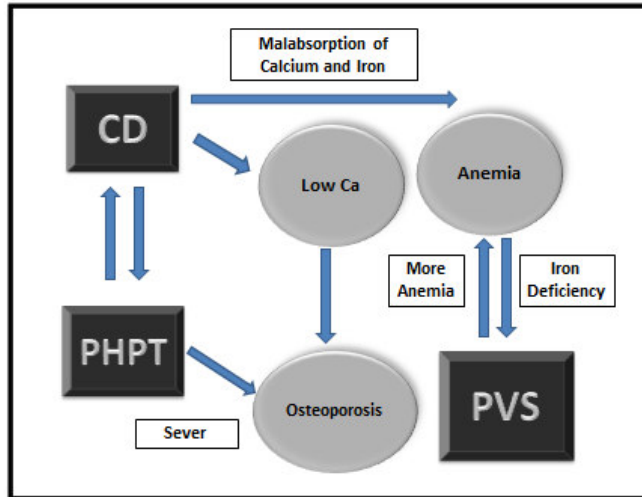 Malabsorption of
Calcium and Iron
CD
Low Ca
Anemia
More
Anemia
Iron
Deficiency
PHPT
Osteoporosis
PVS
Sever